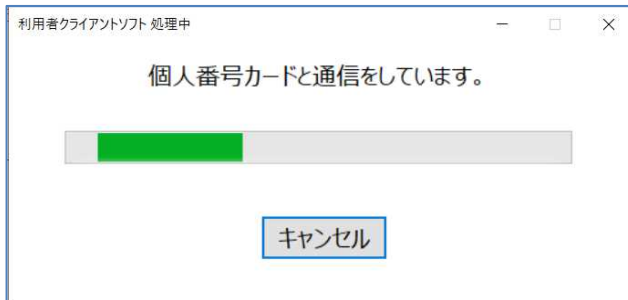 利用者クライアントソフト 処理中
個人番号カードと通信をしています。
キャンセル